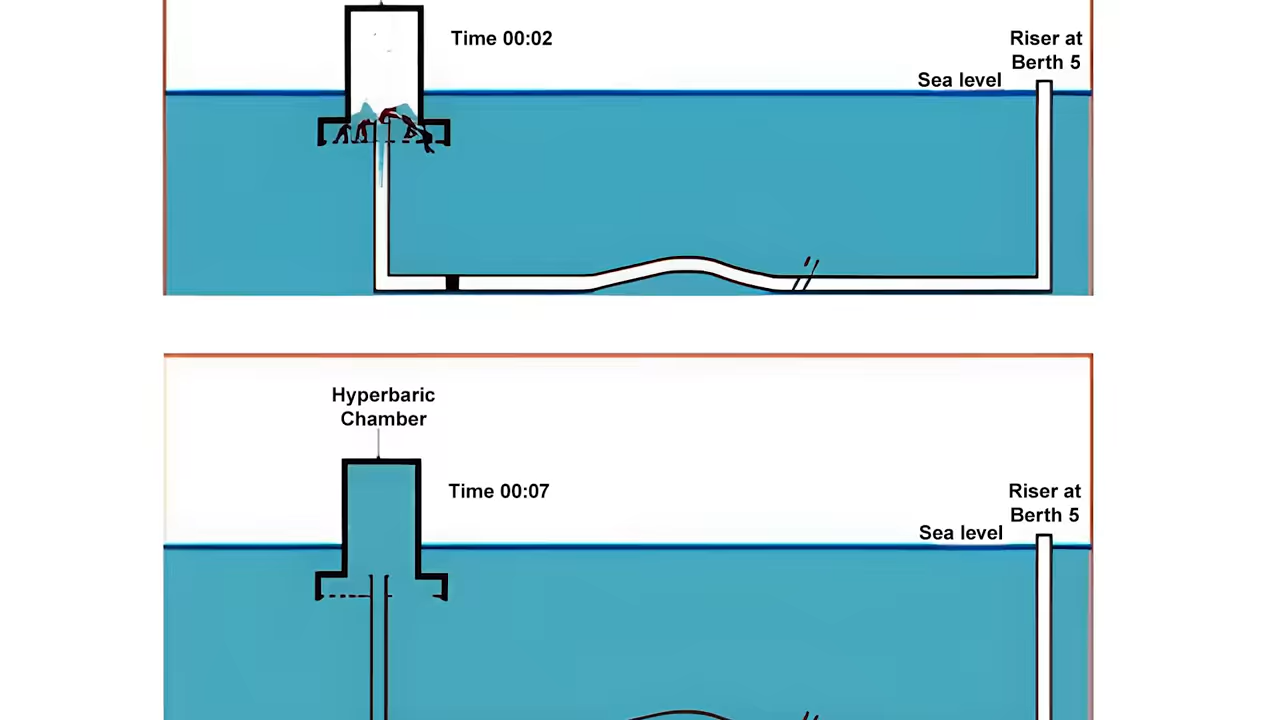 Time 00:02
Riser at
Berth 5
Sea level
Hyperbaric
Chamber
Time 00:07
Riser at
Berth 5
Sea level